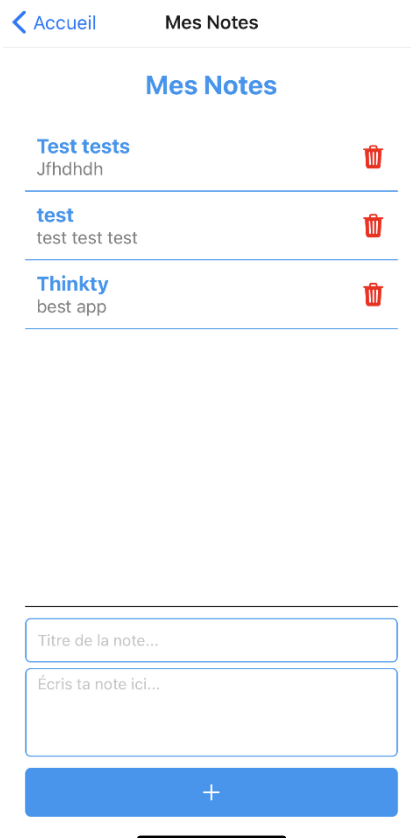 Accueil
Mes Notes
Mes Notes
Test tests
Jfhdhdh
test
test test test
Thinkty
best app
Titre de la note...
Écris ta note ici...
+